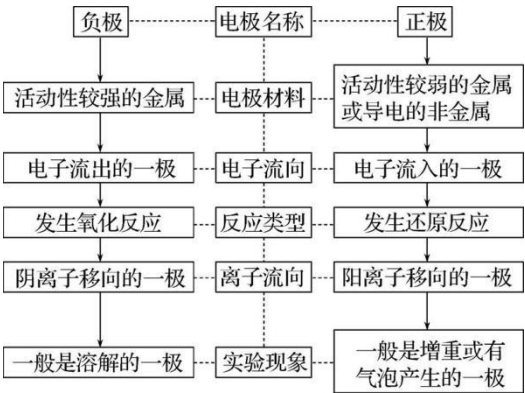 负极 电极名称 正极
活动性较强的金属 电极材料 活动性较弱的金属
或导电的非金属
电子流出的一极 电子流向 电子流入的一极
发生氧化反应 反应类型 发生还原反应
阴离子移向的一极 离子流向 阳离子移向的一极
一般是溶解的一极 实验现象 一般是增重或有
气泡产生的一极